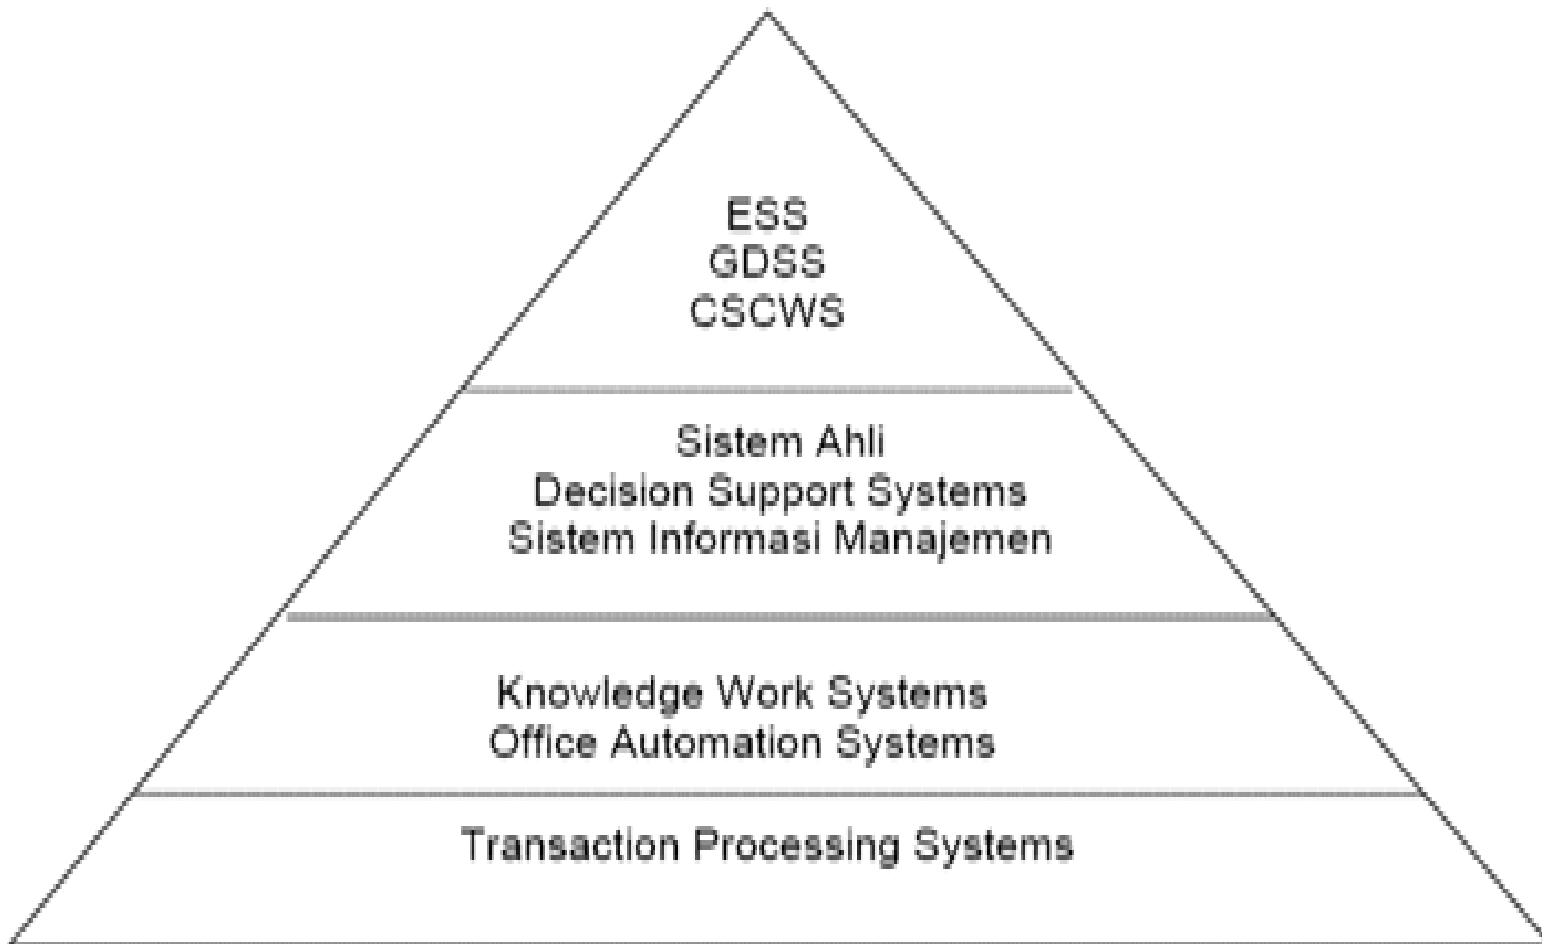 ESS
GDSS
CSCWS
Sistem Ahli
Decision Support Systems
Sistem Informasi Manajemen
Knowledge Work Systems
Office Automation Systems
Transaction Processing Systems